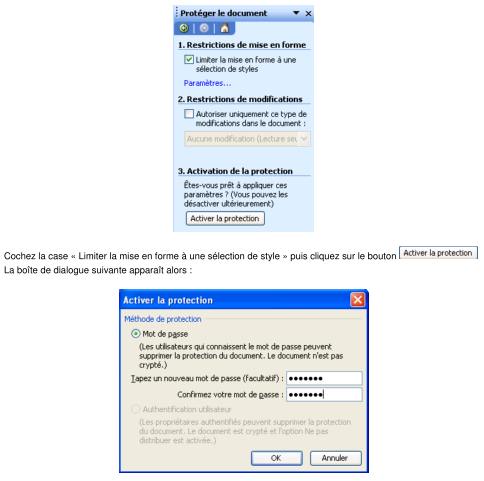 Protéger le document
1. Restrictions de mise en forme
Limiter la mise en forme à une
sélection de styles
Paramètres...
2. Restrictions de modifications
Autoriser uniquement ce type de
modifications dans le document :
Aucune modification (Lecture seu
3. Activation de la protection
Êtes-vous prêt à appliquer ces
paramètres ? (Vous pouvez les
désactiver ultérieurement)
Activer la protection
Cochez la case « Limiter la mise en forme à une sélection de style » puis cliquez sur le bouton Activer la protection
La boîte de dialogue suivante apparaît alors :
Activer la protection
Méthode de protection
Mot de passe
(Les utilisateurs qui connaissent le mot de passe peuvent
supprimer la protection du document. Le document n'est pas
crypté.)
Tapez un nouveau mot de passe (facultatif) : •••••••
Confirmez votre mot de passe : •••••••
Authentification utilisateur
(Les propriétaires authentifiés peuvent supprimer la protection
du document. Le document est crypté et l'option Ne pas
distribuer est activée.)
OK Annuler